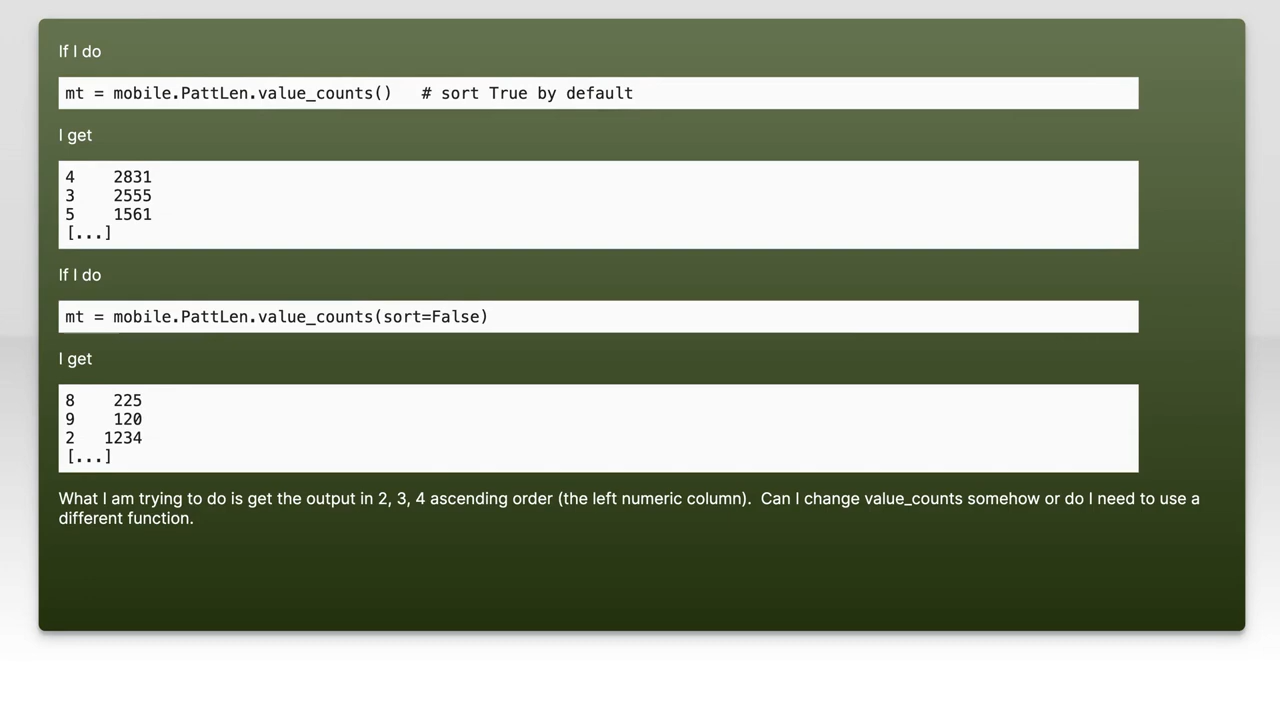 If I do
mt = mobile.PattLen.value_counts()   # sort True by default
I get
4    2831
3    2555
5    1561
[...]
If I do
mt = mobile.PattLen.value_counts(sort=False)
I get
8    225
9    120
2   1234
[...]
What I am trying to do is get the output in 2, 3, 4 ascending order (the left numeric column).  Can I change value_counts somehow or do I need to use a
different function.